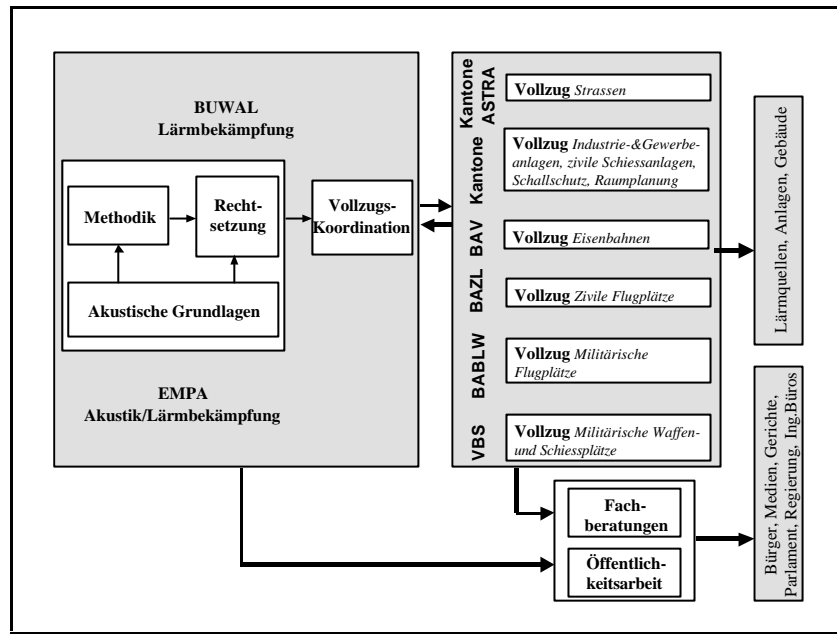 BUWAL
Lärmbekämpfung
Methodik
Recht-
setzung
Akustische Grundlagen
Vollzugs-
Koordination
EMPA
Akustik/Lärmbekämpfung
Kantone
ASTRA
Vollzug Strassen
Kantone
Vollzug Industrie-&Gewerbe-
anlagen, zivile Schiessanlagen,
Schallschutz, Raumplanung
BAV
Vollzug Eisenbahnen
BAZL
Vollzug Zivile Flugplätze
BABLW
Vollzug Militärische
Flugplätze
VBS
Vollzug Militärische Waffen-
und Schiessplätze
Fach-
beratungen
Öffentlich-
keitsarbeit
Lärmquellen, Anlagen, Gebäude
Bürger, Medien, Gerichte,
Parlament, Regierung, Ing.Büros